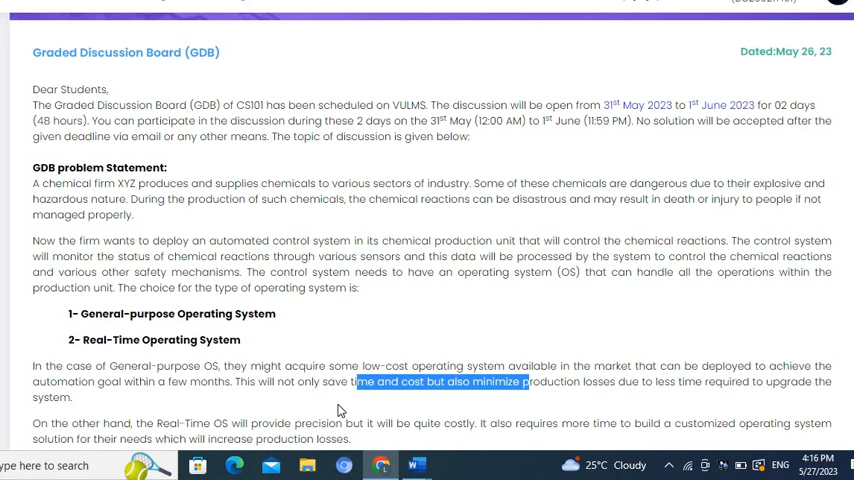 Graded Discussion Board (GDB)
Dated:May 26, 23
Dear Students,
The Graded Discussion Board (GDB) of CS101 has been scheduled on VULMS. The discussion will be open from 31st May 2023 to 1st June 2023 for 02 days
(48 hours). You can participate in the discussion during these 2 days on the 31st May (12:00 AM) to 1st June (11:59 PM). No solution will be accepted after the
given deadline via email or any other means. The topic of discussion is given below:
GDB problem Statement:
A chemical firm XYZ produces and supplies chemicals to various sectors of industry. Some of these chemicals are dangerous due to their explosive and
hazardous nature. During the production of such chemicals, the chemical reactions can be disastrous and may result in death or injury to people if not
managed properly.
Now the firm wants to deploy an automated control system in its chemical production unit that will control the chemical reactions. The control system
will monitor the status of chemical reactions through various sensors and this data will be processed by the system to control the chemical reactions
and various other safety mechanisms. The control system needs to have an operating system (OS) that can handle all the operations within the
production unit. The choice for the type of operating system is:
1- General-purpose Operating System
2- Real-Time Operating System
In the case of General-purpose OS, they might acquire some low-cost operating system available in the market that can be deployed to achieve the
automation goal within a few months. This will not only save time and cost but also minimize production losses due to less time required to upgrade the
system.
On the other hand, the Real-Time OS will provide precision but it will be quite costly. It also requires more time to build a customized operating system
solution for their needs which will increase production losses.
ype here to search
25°C Cloudy
ENG
4:16 PM
5/27/2023